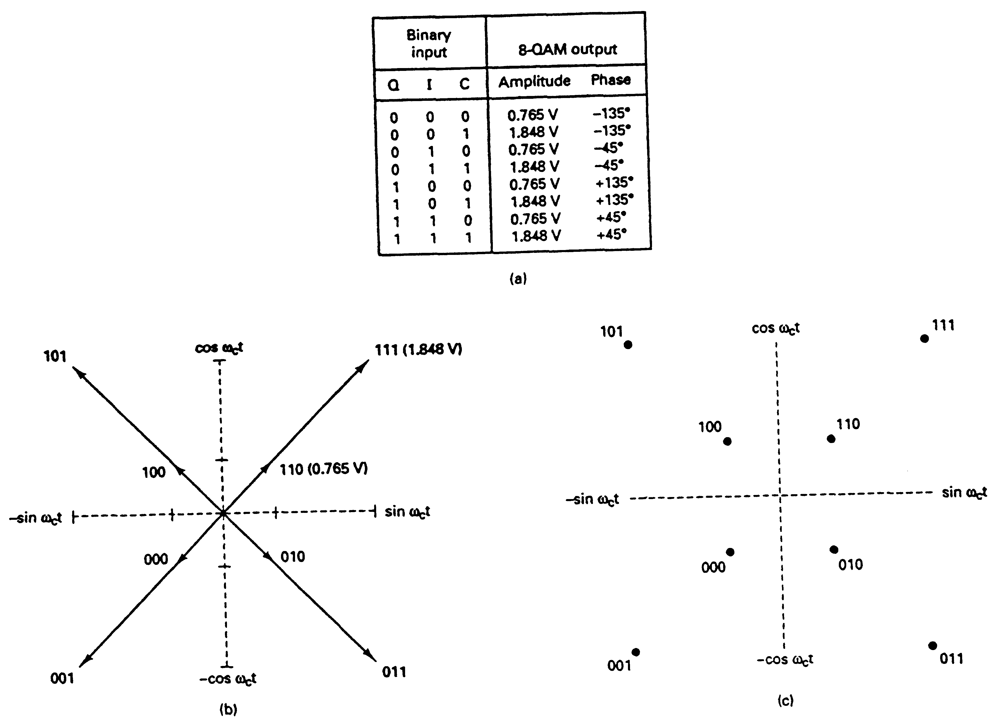 Binary
input
8-QAM output
Q I C Amplitude Phase
0 0 0 0.765 V −135°
0 0 1 1.848 V −135°
0 1 0 0.765 V −45°
0 1 1 1.848 V −45°
1 0 0 0.765 V +135°
1 0 1 1.848 V +135°
1 1 0 0.765 V +45°
1 1 1 1.848 V +45°
(a)
101
cos ωct
111 (1.848 V)
100
110 (0.765 V)
−sin ωct
sin ωct
000
010
001
−cos ωct
011
(b)
101
cos ωct
111
100
110
−sin ωct
sin ωct
000
010
001
−cos ωct
011
(c)